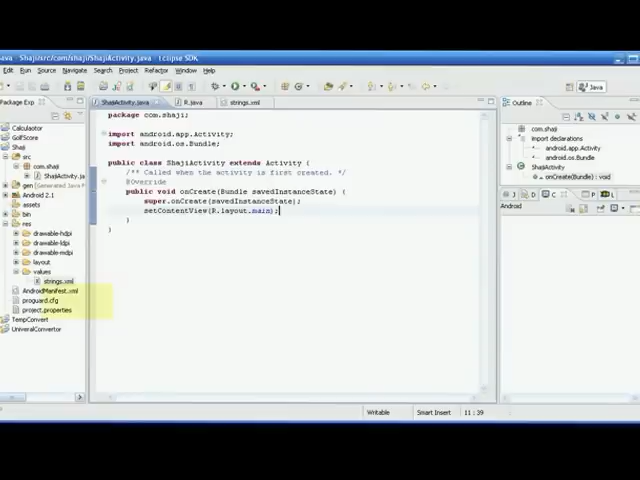 Java - Shaji/src/com/shaji/ShajiActivity.java - Eclipse SDK
Edit Run Source Navigate Search Project Refactor Window Help
Java
Package Exp
ShajiActivity.java
R.java
strings.xml
Outline
Calculaotor
GolfScore
Shaji
src
com.shaji
ShajiActivity.ja
gen [Generated Java F
Android 2.1
assets
bin
res
drawable-hdpi
drawable-ldpi
drawable-mdpi
layout
values
strings.xml
AndroidManifest.xml
proguard.cfg
project.properties
TempConvert
UniveralConvertor
package com.shaji;
import android.app.Activity;
import android.os.Bundle;
public class ShajiActivity extends Activity {
/** Called when the activity is first created. */
@Override
public void onCreate(Bundle savedInstanceState) {
super.onCreate(savedInstanceState);
setContentView(R.layout.main);
}
}
com.shaji
import declarations
android.app.Activity
android.os.Bundle
ShajiActivity
onCreate(Bundle) : void
J
D
C
Android
Writable
Smart Insert
11 : 39